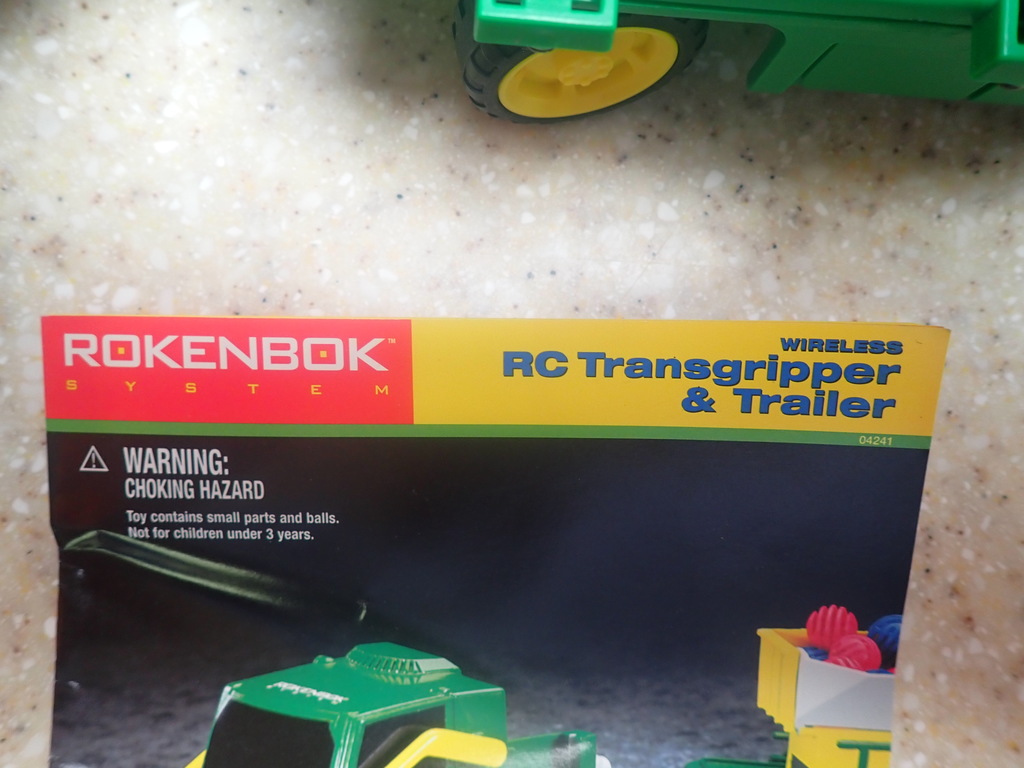 ROKENBOK™
SYSTEM
WIRELESS
RC Transgripper
& Trailer
04241
WARNING:
CHOKING HAZARD
Toy contains small parts and balls.
Not for children under 3 years.
ROKENBOK